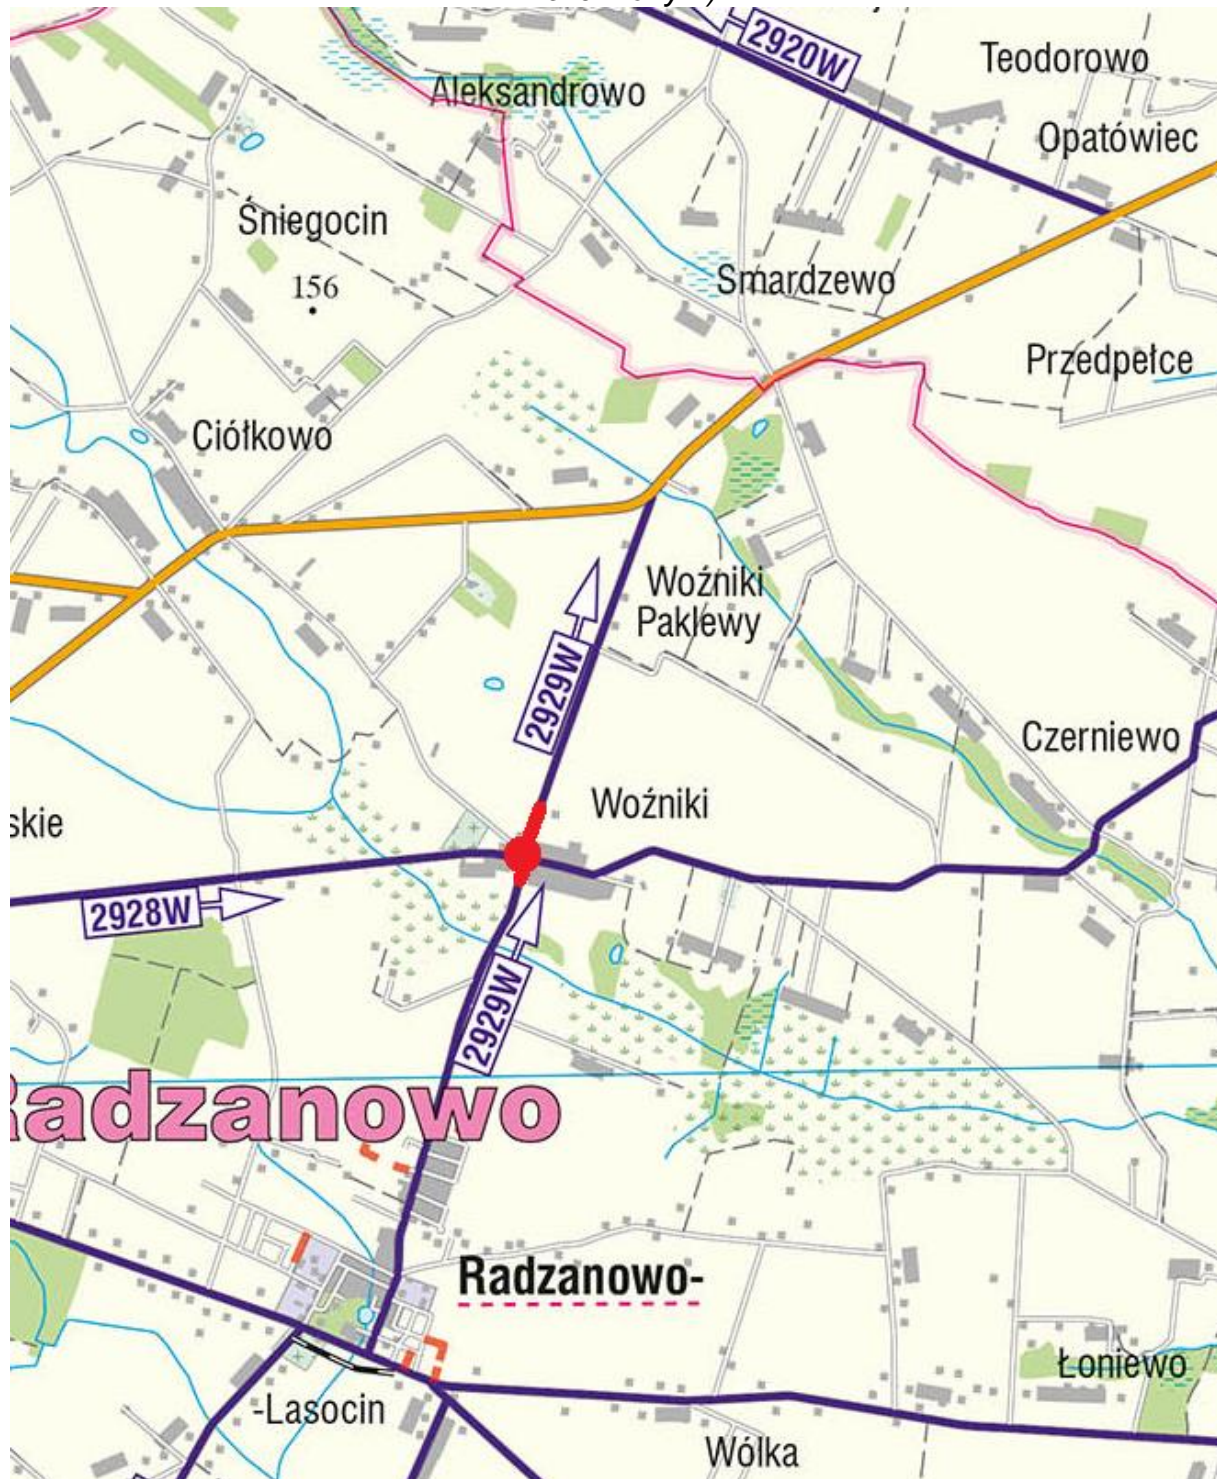 2920W
Teodorowo
Aleksandrowo
Opatówiec
Śniegocin
Smardzewo
156
Przedpełce
Ciółkowo
Woźniki
Paklewy
2929W
Czerniewo
Woźniki
skie
2928W
2929W
Radzanowo
Radzanowo-
Łoniewo
-Lasocin
Wólka